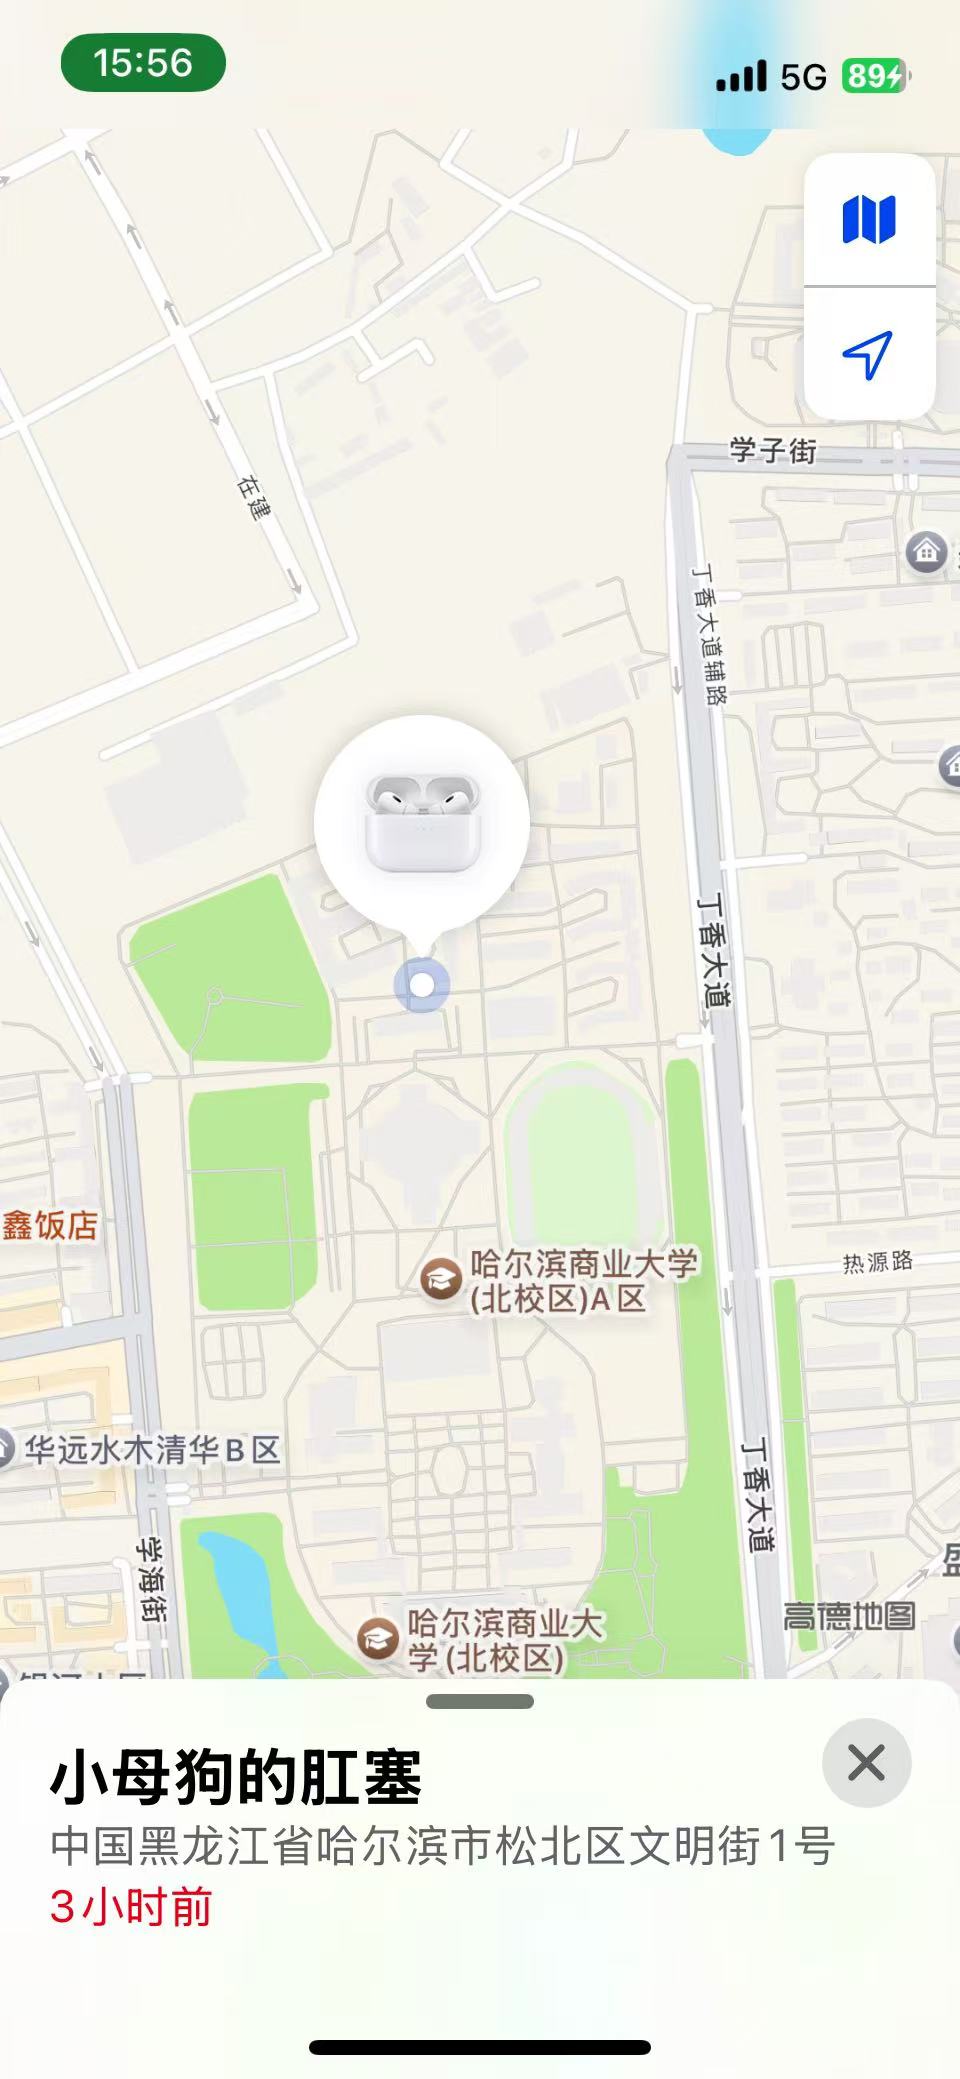 15:56
5G
89
学子街
在建
丁香大道辅路
丁香大道
鑫饭店
热源路
哈尔滨商业大学
(北校区)A区
华远水木清华B区
丁香大道
学海街
高德地图
哈尔滨商业大
学(北校区)
小母狗的肛塞
中国黑龙江省哈尔滨市松北区文明街1号
3小时前